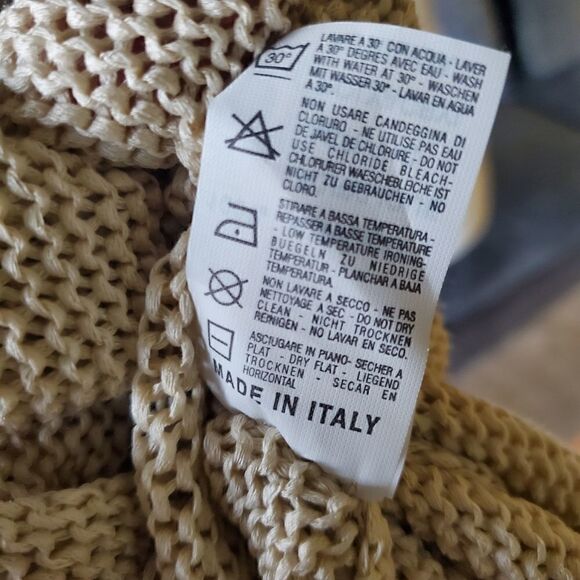 30°
LAVARE A 30° CON ACQUA - LAVER
A 30° DEGRES AVEC EAU - WASH
WITH WATER AT 30° - WASCHEN
MIT WASSER 30° - LAVAR EN AGUA
A 30°.
NON USARE CANDEGGINA DI
CLORURO - NE UTILISE PAS EAU
DE JAVEL DE CHLORURE - DO NOT
USE CHLORIDE BLEACH-
CHLORURER WAESCHEBLERCHE IST
NICHT ZU GEBRAUCHEN - NO
CLORO.
STIRARE A BASSA TEMPERATURA -
REPASSER A BASSE TEMPERATURE
- LOW TEMPERATURE IRONING-
BUEGELN ZU NIEDRIGE
TEMPERATUR - PLANCHAR A BAJA
TEMPERATURA.
NON LAVARE A SECCO - NE PAS
NETTOYAGE A SEC - DO NOT DRY
CLEAN - NICHT TROCKNEN
REINIGEN - NO LAVAR EN SECO.
ASCIUGARE IN PIANO-SECHER A
PLAT - DRY FLAT - LIEGEND
TROCKNEN - SECAR EN
HORIZONTAL
MADE IN ITALY